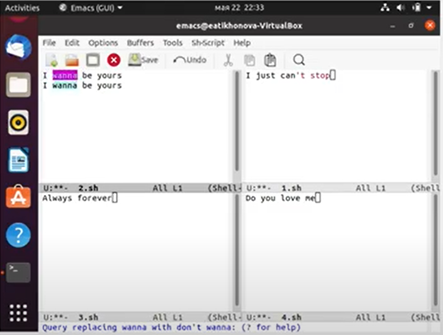 Activities Emacs (GUI) мая 22, 22:33
emacs@eatikhonova-VirtualBox
File Edit Options Buffers Tools Sh-Script Help
Save Undo
I wanna be yours
I wanna be yours
I just can't stop
U:**- 2.sh All L1 (Shell-
U:**- 1.sh All L1 (Shell-
Always forever
Do you love me
U:**- 3.sh All L1 (Shell-
U:**- 4.sh All L1 (Shell-
Query replacing wanna with don't wanna: (? for help)